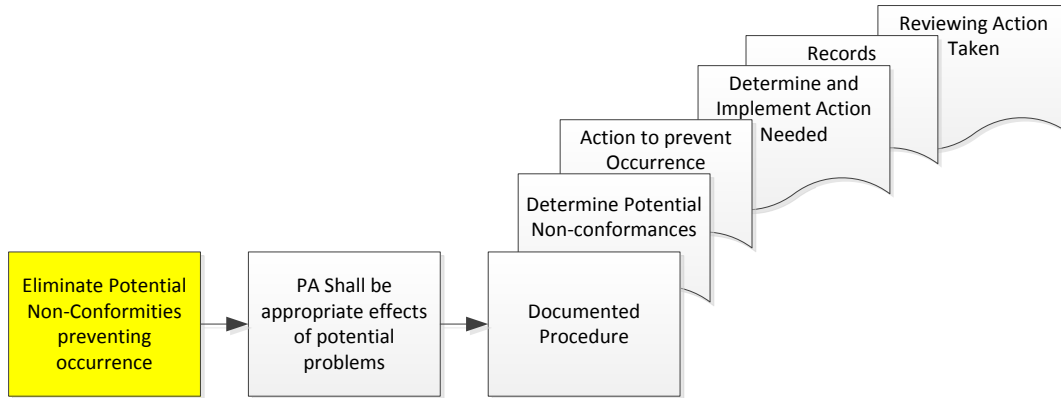 Eliminate Potential
Non-Conformities
preventing
occurrence
PA Shall be
appropriate effects
of potential
problems
Documented
Procedure
Determine Potential
Non-conformances
Action to prevent
Occurrence
Determine and
Implement Action
Needed
Records
Reviewing Action
Taken